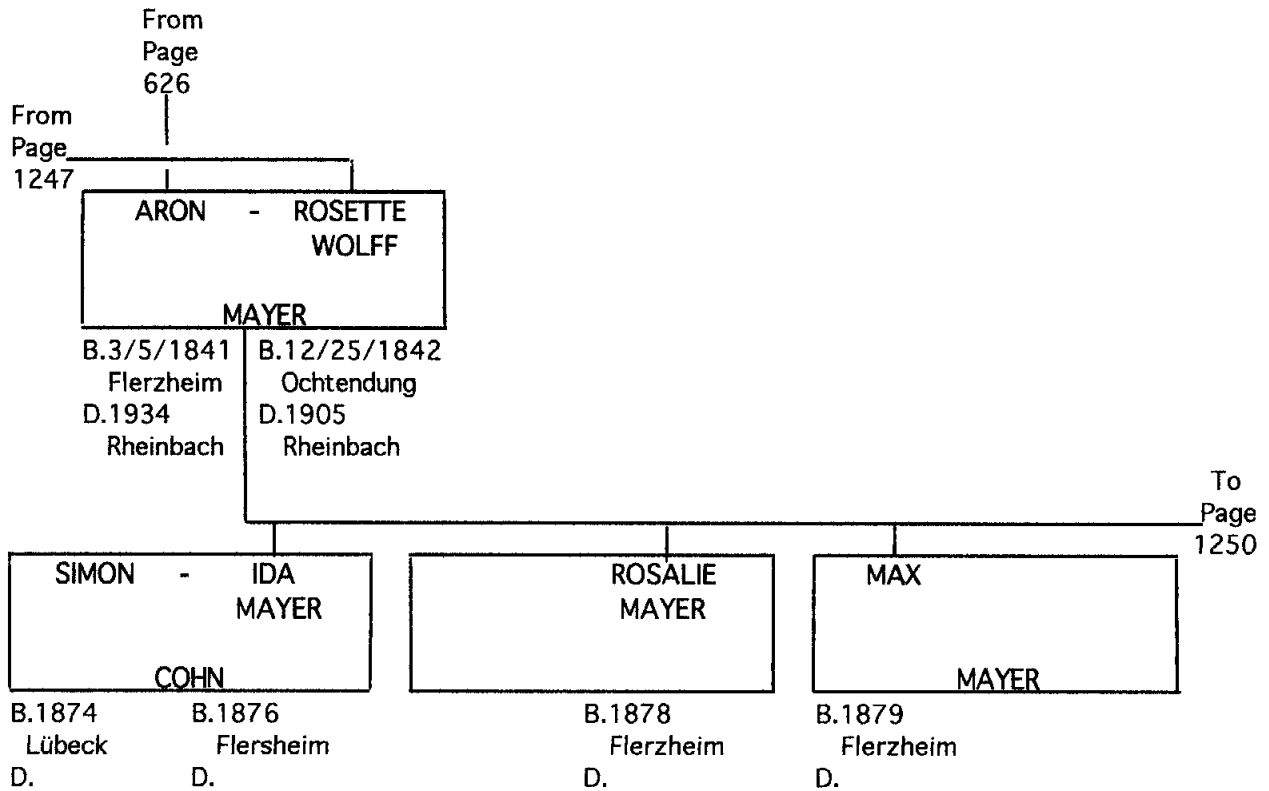 From
Page
626
From
Page
1247
ARON - ROSETTE
WOLFF
MAYER
B.3/5/1841 B.12/25/1842
Flerzheim Ochtendung
D.1934 D.1905
Rheinbach Rheinbach
To
Page
1250
SIMON - IDA
MAYER
COHN
B.1874 B.1876
Lübeck Flersheim
D. D.
ROSALIE
MAYER
B.1878
Flerzheim
D.
MAX
MAYER
B.1879
Flerzheim
D.